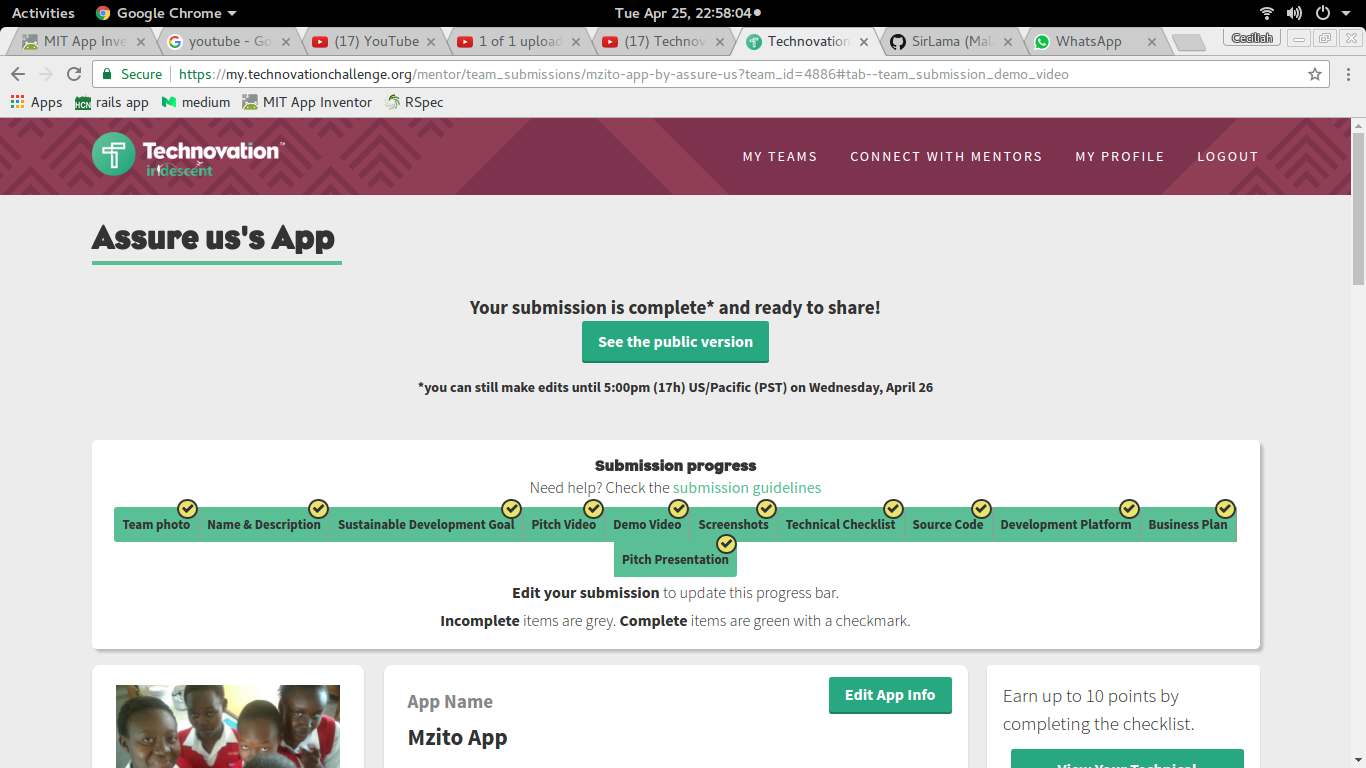 Activities Google Chrome Tue Apr 25, 22:58:04
MIT App Inve youtube - Go (17) YouTube 1 of 1 upload (17) Technov Technovation SirLama (Mal WhatsApp Ceciliah
Secure https://my.technovationchallenge.org/mentor/team_submissions/mzito-app-by-assure-us?team_id=4886#tab--team_submission_demo_video
Apps rails app medium MIT App Inventor RSpec
Technovation™
iridescent
MY TEAMS CONNECT WITH MENTORS MY PROFILE LOGOUT
Assure us's App
Your submission is complete* and ready to share!
See the public version
*you can still make edits until 5:00pm (17h) US/Pacific (PST) on Wednesday, April 26
Submission progress
Need help? Check the submission guidelines
Team photo Name & Description Sustainable Development Goal Pitch Video Demo Video Screenshots Technical Checklist Source Code Development Platform Business Plan
Pitch Presentation
Edit your submission to update this progress bar.
Incomplete items are grey. Complete items are green with a checkmark.
App Name
Edit App Info
Mzito App
Earn up to 10 points by
completing the checklist.
View Your Technical